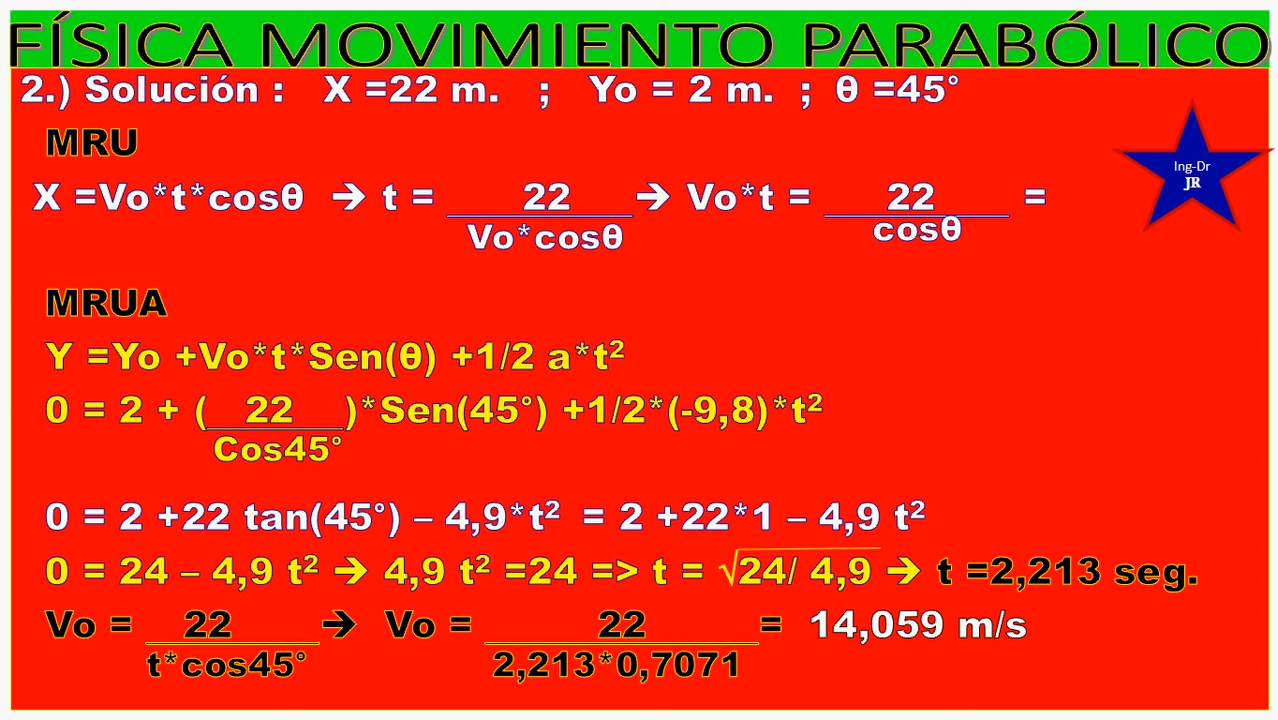 FÍSICA MOVIMIENTO PARABÓLICO
2.) Solución : X =22 m. ; Yo = 2 m. ; θ =45°
Ing-Dr
JR
MRU
X =Vo*t*cosθ → t = 22 → Vo*t = 22 =
Vo*cosθ cosθ
MRUA
Y =Yo +Vo*t*Sen(θ) +1/2 a*t²
0 = 2 + ( 22 )*Sen(45°) +1/2*(-9,8)*t²
Cos45°
0 = 2 +22 tan(45°) – 4,9*t² = 2 +22*1 – 4,9 t²
0 = 24 – 4,9 t² → 4,9 t² =24 => t = √24/ 4,9 → t =2,213 seg.
Vo = 22 → Vo = 22 = 14,059 m/s
t*cos45° 2,213*0,7071